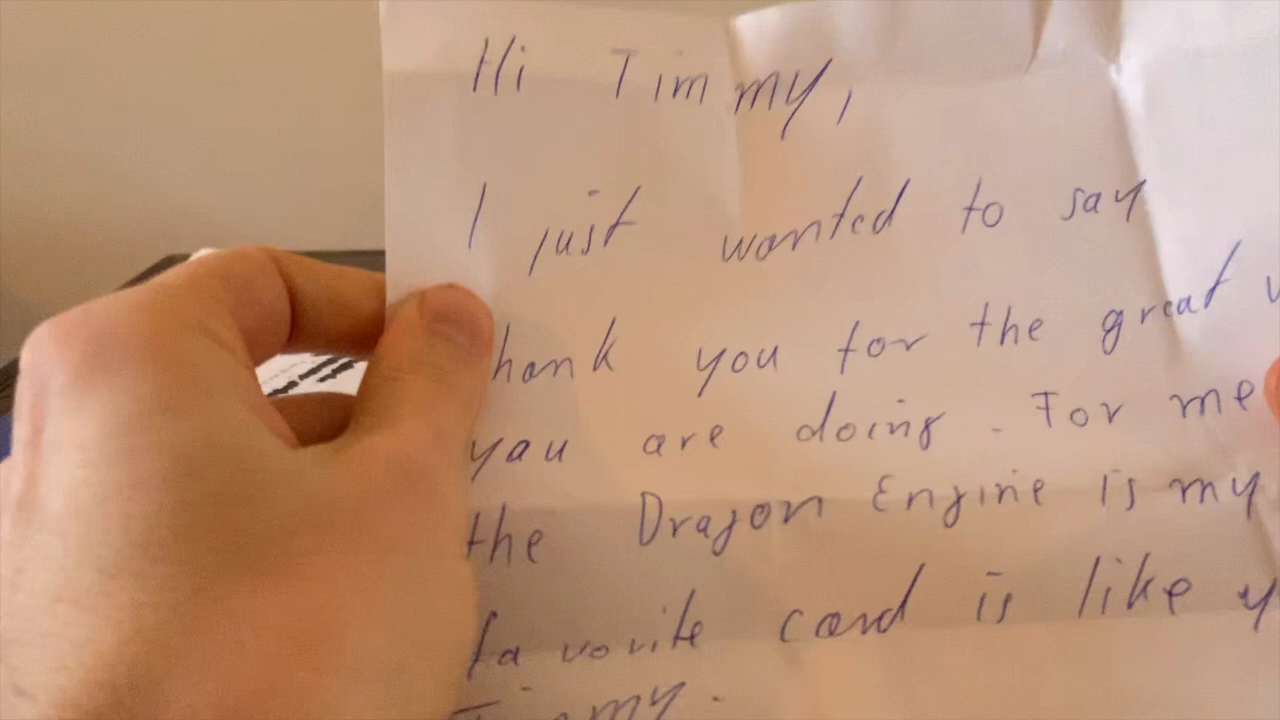 Hi Timmy,
I just wanted to say
hank you for the great
you are doing. For me
the Dragon Engine is my
favorite card is like
Timmy.